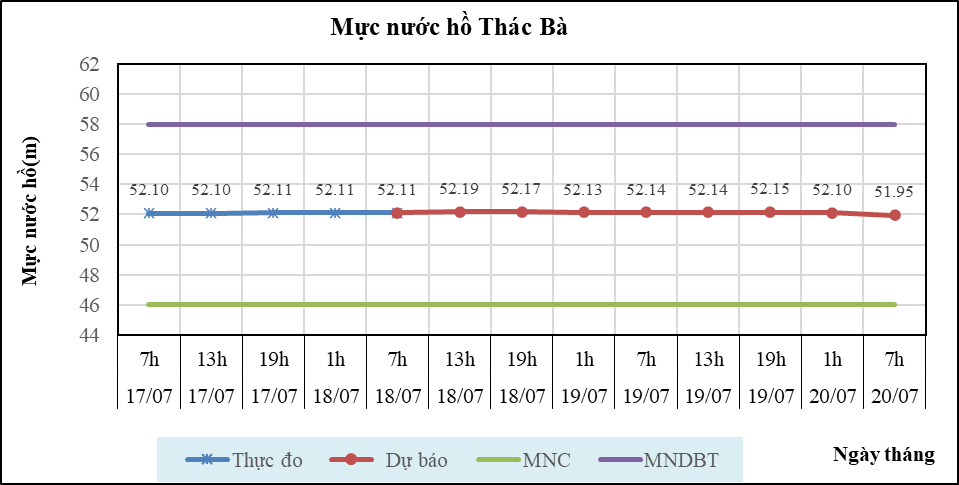 Mực nước hồ Thác Bà
Mực nước hồ(m)
62
60
58
56
54
52
50
48
46
44
52.10 52.10 52.11 52.11 52.11 52.19 52.17 52.13 52.14 52.14 52.15 52.10 51.95
7h 13h 19h 1h 7h 13h 19h 1h 7h 13h 19h 1h 7h
17/07 17/07 17/07 18/07 18/07 18/07 18/07 19/07 19/07 19/07 19/07 20/07 20/07
Thực đo Dự báo MNC MNDBT
Ngày tháng